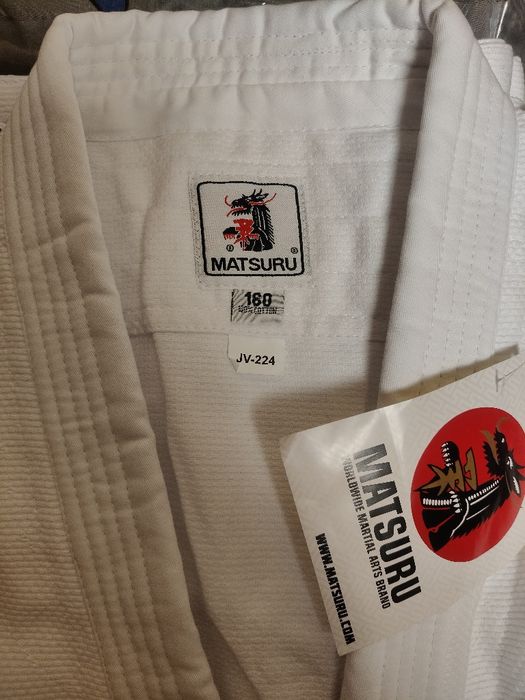 ® ®
MATSURU
160
100% COTTON
JV-224
MATSURU
WORLDWIDE MARTIAL ARTS BRAND
WWW.MATSURU.COM